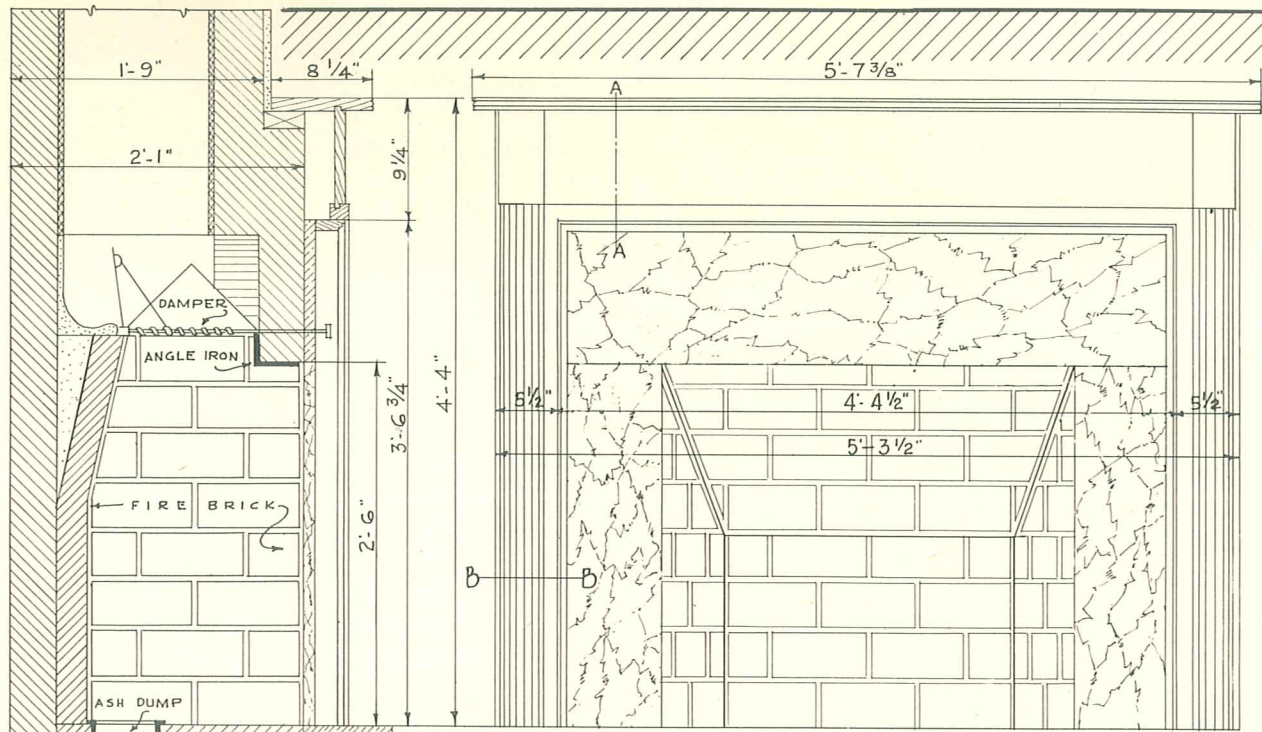 1'-9"
8 1/4"
5'-7 3/8"
A
2'-1"
9 1/4"
A
DAMPER
ANGLE IRON
3'-6 3/4"
4'-4"
5 1/2"
4'-4 1/2"
5 1/2"
5'-3 1/2"
FIRE BRICK
2'-6"
B
B
ASH DUMP